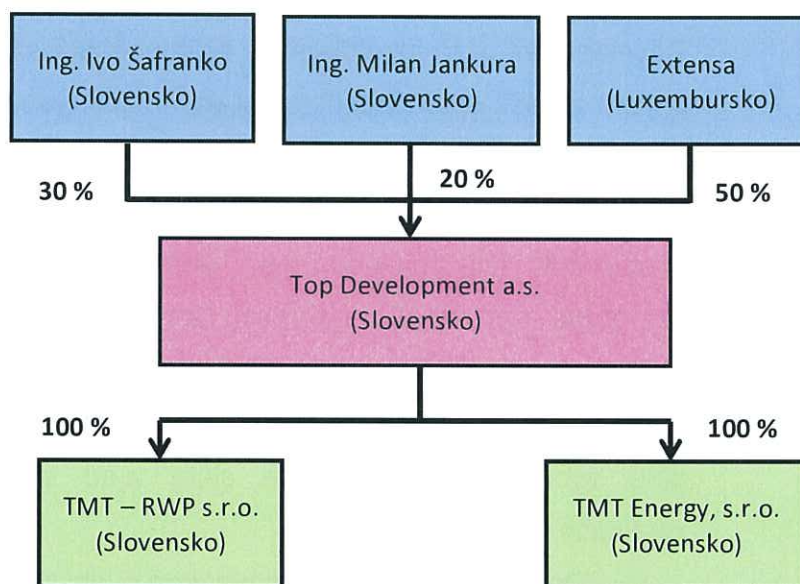 Ing. Ivo Šafranko
(Slovensko)
Ing. Milan Jankura
(Slovensko)
Extensa
(Luxembursko)
30 %
20 %
50 %
Top Development a.s.
(Slovensko)
100 %
100 %
TMT – RWP s.r.o.
(Slovensko)
TMT Energy, s.r.o.
(Slovensko)